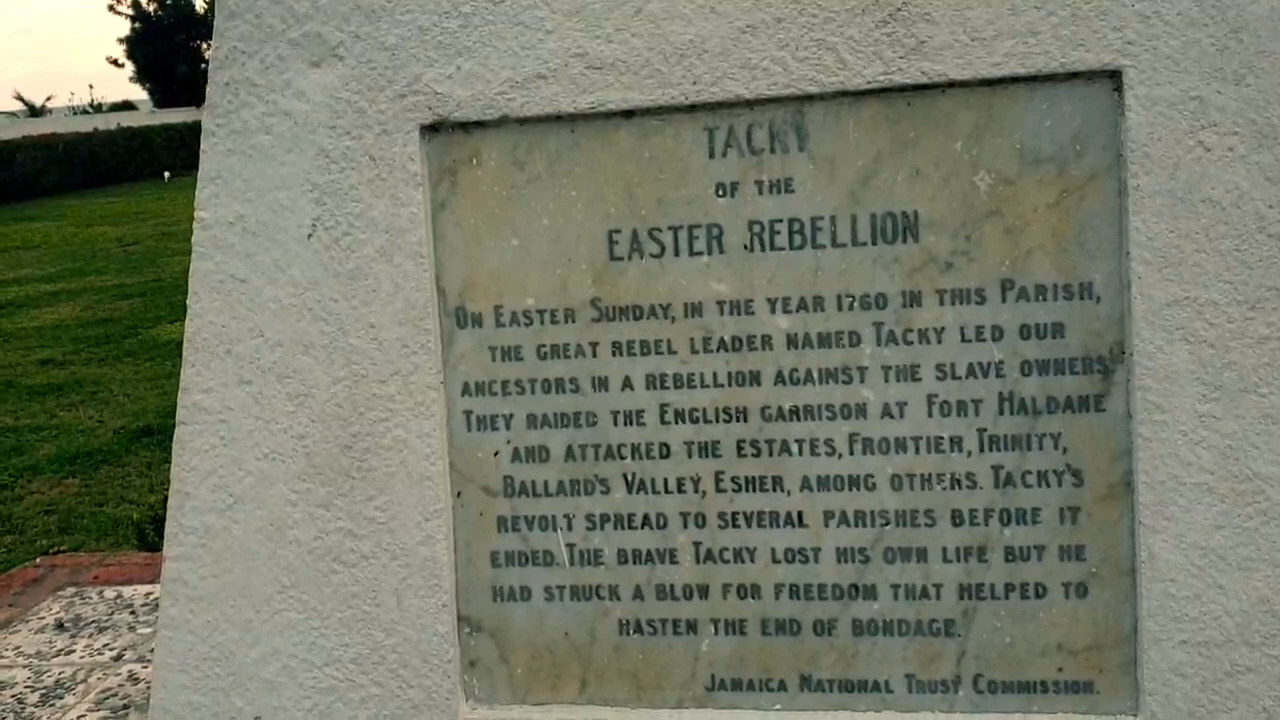 TACKY
OF THE
EASTER REBELLION
ON EASTER SUNDAY, IN THE YEAR 1760 IN THIS PARISH,
THE GREAT REBEL LEADER NAMED TACKY LED OUR
ANCESTORS IN A REBELLION AGAINST THE SLAVE OWNERS.
THEY RAIDED THE ENGLISH GARRISON AT FORT HALDANE
AND ATTACKED THE ESTATES, FRONTIER, TRINITY,
BALLARD'S VALLEY, ESHER, AMONG OTHERS. TACKY'S
REVOLT SPREAD TO SEVERAL PARISHES BEFORE IT
ENDED. THE BRAVE TACKY LOST HIS OWN LIFE BUT HE
HAD STRUCK A BLOW FOR FREEDOM THAT HELPED TO
HASTEN THE END OF BONDAGE.
JAMAICA NATIONAL TRUST COMMISSION.